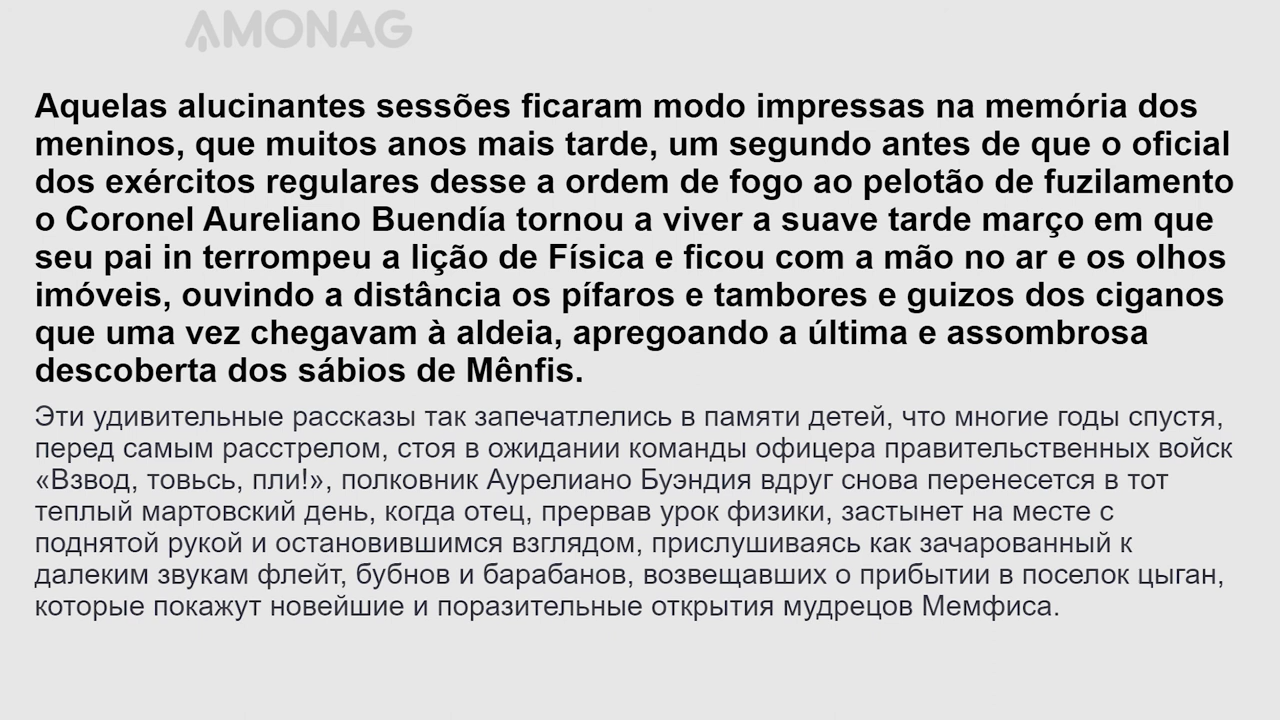 AMONAG
Aquelas alucinantes sessões ficaram modo impressas na memória dos
meninos, que muitos anos mais tarde, um segundo antes de que o oficial
dos exércitos regulares desse a ordem de fogo ao pelotão de fuzilamento
o Coronel Aureliano Buendía tornou a viver a suave tarde março em que
seu pai in terrompeu a lição de Física e ficou com a mão no ar e os olhos
imóveis, ouvindo a distância os pífaros e tambores e guizos dos ciganos
que uma vez chegavam à aldeia, apregoando a última e assombrosa
descoberta dos sábios de Mênfis.
Эти удивительные рассказы так запечатлелись в памяти детей, что многие годы спустя,
перед самым расстрелом, стоя в ожидании команды офицера правительственных войск
«Взвод, товьсь, пли!», полковник Аурелиано Буэндия вдруг снова перенесется в тот
теплый мартовский день, когда отец, прервав урок физики, застынет на месте с
поднятой рукой и остановившимся взглядом, прислушиваясь как зачарованный к
далеким звукам флейт, бубнов и барабанов, возвещавших о прибытии в поселок цыган,
которые покажут новейшие и поразительные открытия мудрецов Мемфиса.